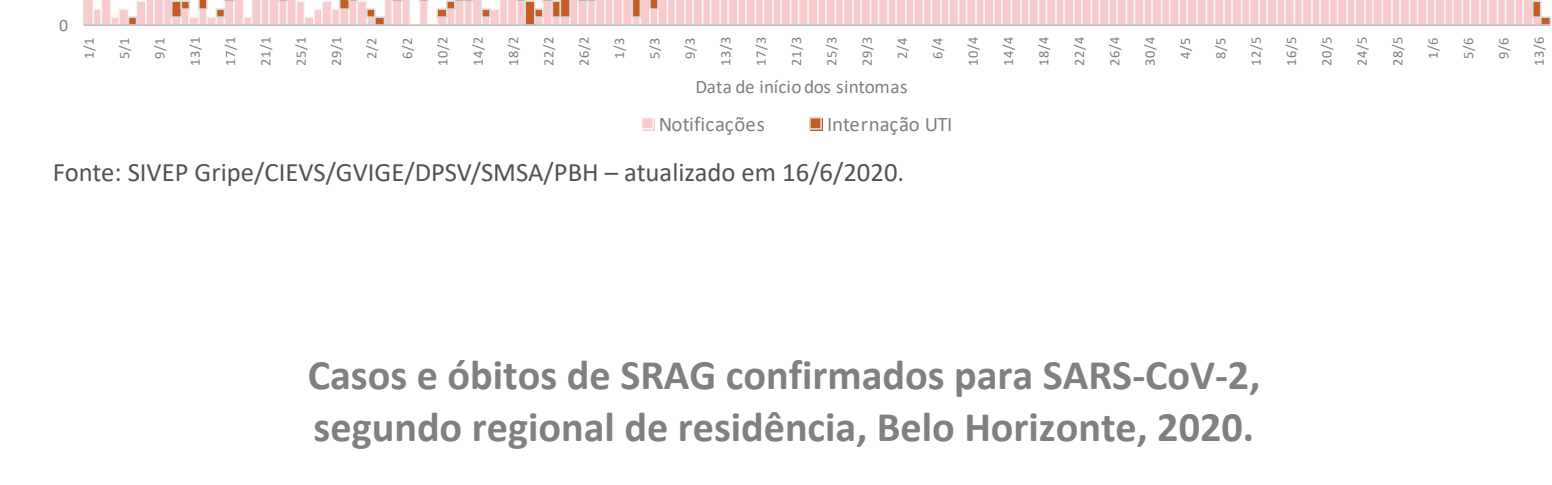 0
1/1 5/1 9/1 13/1 17/1 21/1 25/1 29/1 2/2 6/2 10/2 14/2 18/2 22/2 26/2 1/3 5/3 9/3 13/3 17/3 21/3 25/3 29/3 2/4 6/4 10/4 14/4 18/4 22/4 26/4 30/4 4/5 8/5 12/5 16/5 20/5 24/5 28/5 1/6 5/6 9/6 13/6
Data de início dos sintomas
Notificações Internação UTI
Fonte: SIVEP Gripe/CIEVS/GVIGE/DPSV/SMSA/PBH – atualizado em 16/6/2020.
Casos e óbitos de SRAG confirmados para SARS-CoV-2,
segundo regional de residência, Belo Horizonte, 2020.